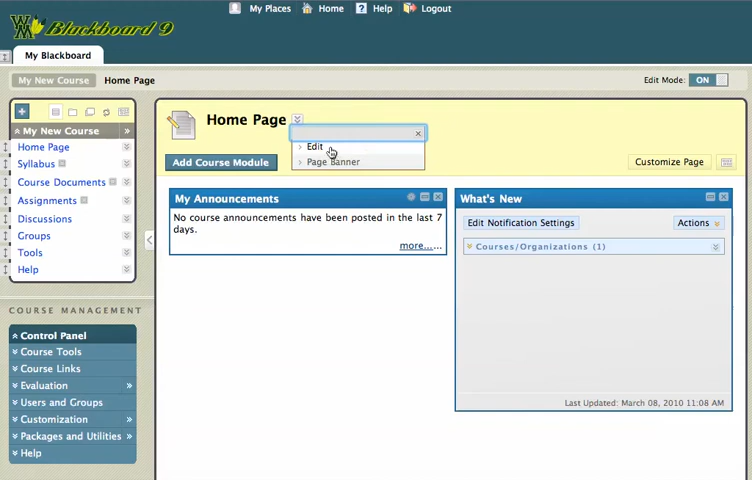 My Places Home Help Logout
WM Blackboard 9
My Blackboard
My New Course Home Page Edit Mode: ON
My New Course
Home Page
Syllabus
Course Documents
Assignments
Discussions
Groups
Tools
Help
COURSE MANAGEMENT
Control Panel
Course Tools
Course Links
Evaluation
Users and Groups
Customization
Packages and Utilities
Help
Home Page
Edit
Page Banner
Add Course Module
Customize Page
My Announcements
No course announcements have been posted in the last 7
days.
more......
What's New
Edit Notification Settings Actions
Courses/Organizations (1)
Last Updated: March 08, 2010 11:08 AM